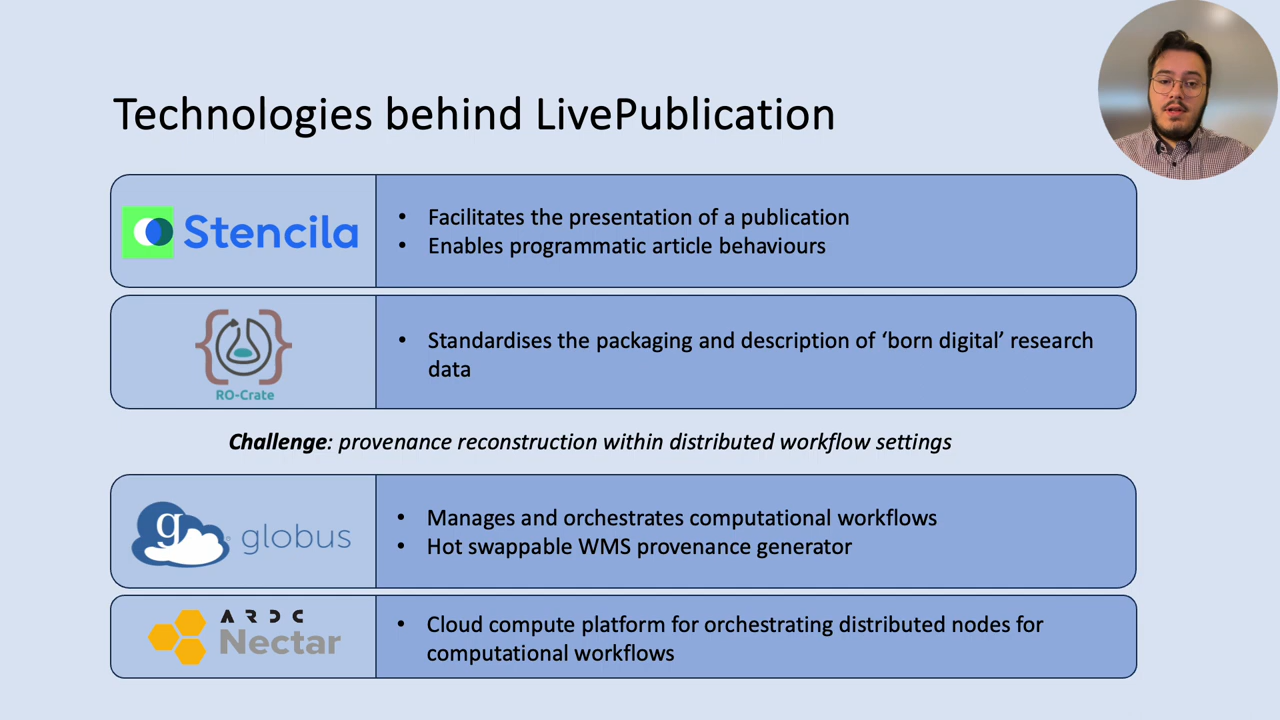 Technologies behind LivePublication
Stencila
• Facilitates the presentation of a publication
• Enables programmatic article behaviours
RO-Crate
• Standardises the packaging and description of ‘born digital’ research
data
Challenge: provenance reconstruction within distributed workflow settings
g globus
• Manages and orchestrates computational workflows
• Hot swappable WMS provenance generator
ARDC
Nectar
• Cloud compute platform for orchestrating distributed nodes for
computational workflows